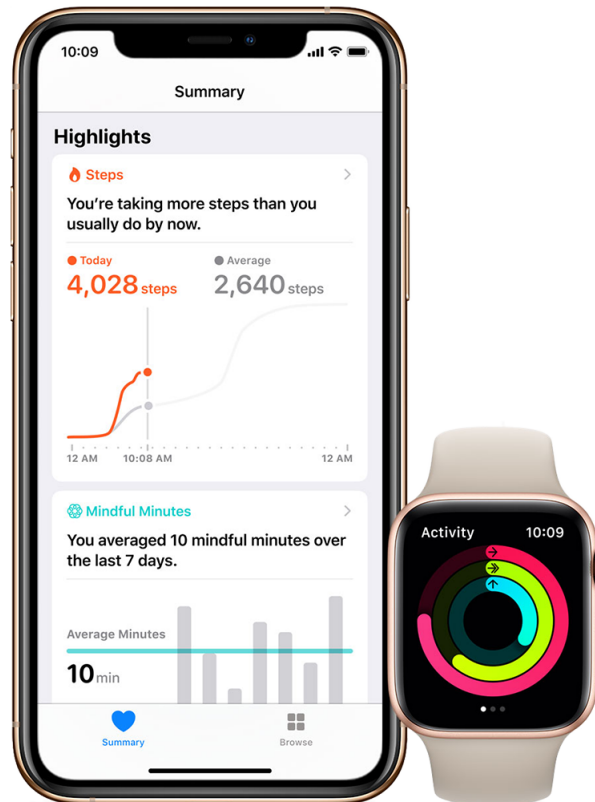 10:09
Summary
Highlights
Steps
You're taking more steps than you
usually do by now.
Today
4,028 steps
Average
2,640 steps
12 AM
10:08 AM
12 AM
Mindful Minutes
You averaged 10 mindful minutes over
the last 7 days.
Average Minutes
10 min
Summary
Browse
Activity
10:09